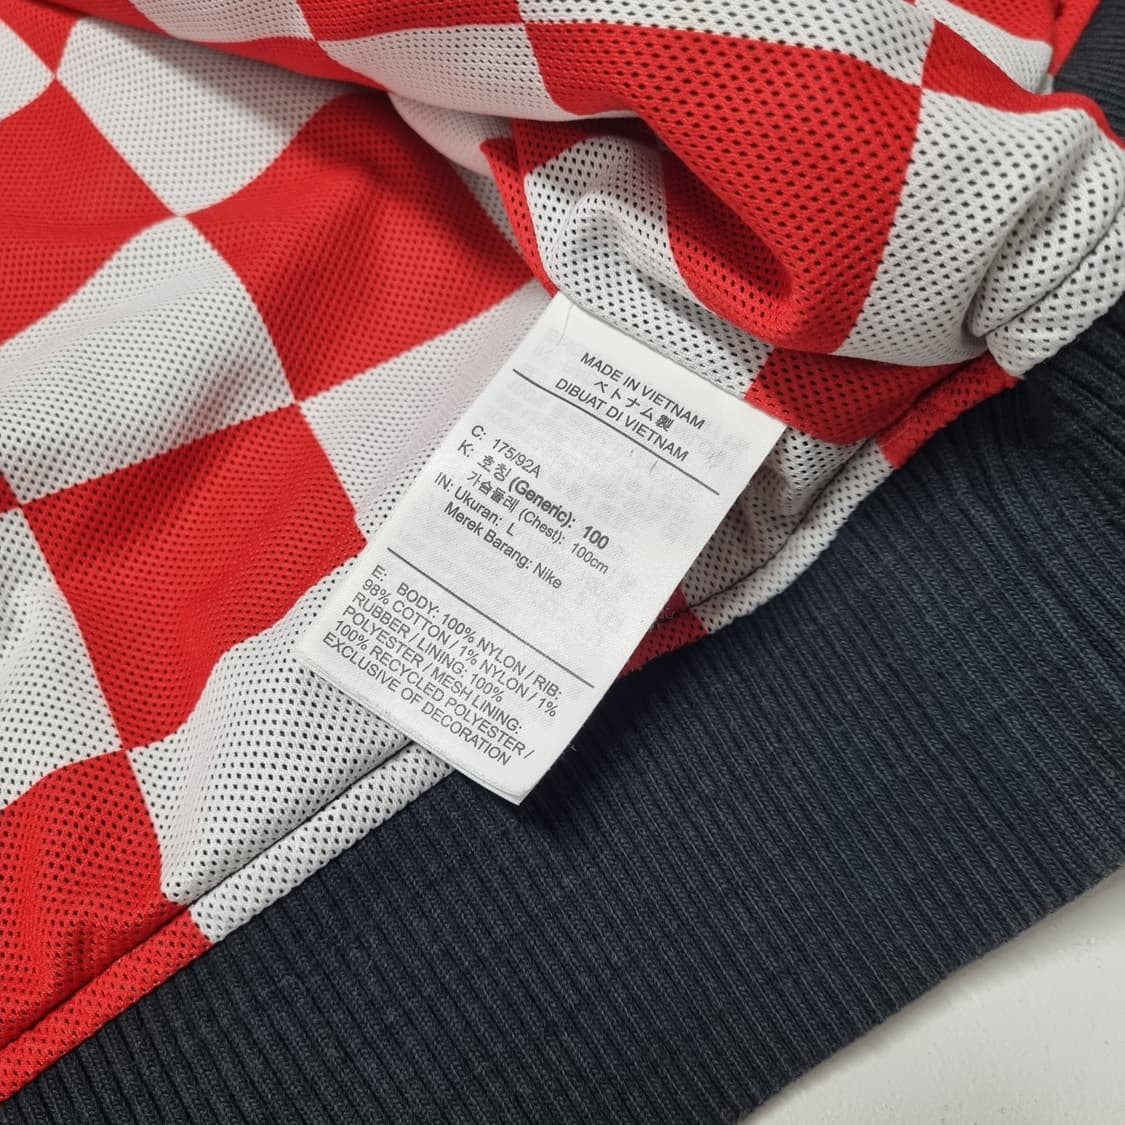 MADE IN VIETNAM
ベトナム製
DIBUAT DI VIETNAM
C: 175/92A
K: 호칭 (Generic): 100
가슴둘레 (Chest): 100cm
IN: Ukuran: L
Merek Barang: Nike
E: BODY: 100% NYLON / RIB:
98% COTTON / 1% NYLON / 1%
RUBBER / LINING: 100%
POLYESTER / MESH LINING:
100% RECYCLED POLYESTER /
EXCLUSIVE OF DECORATION